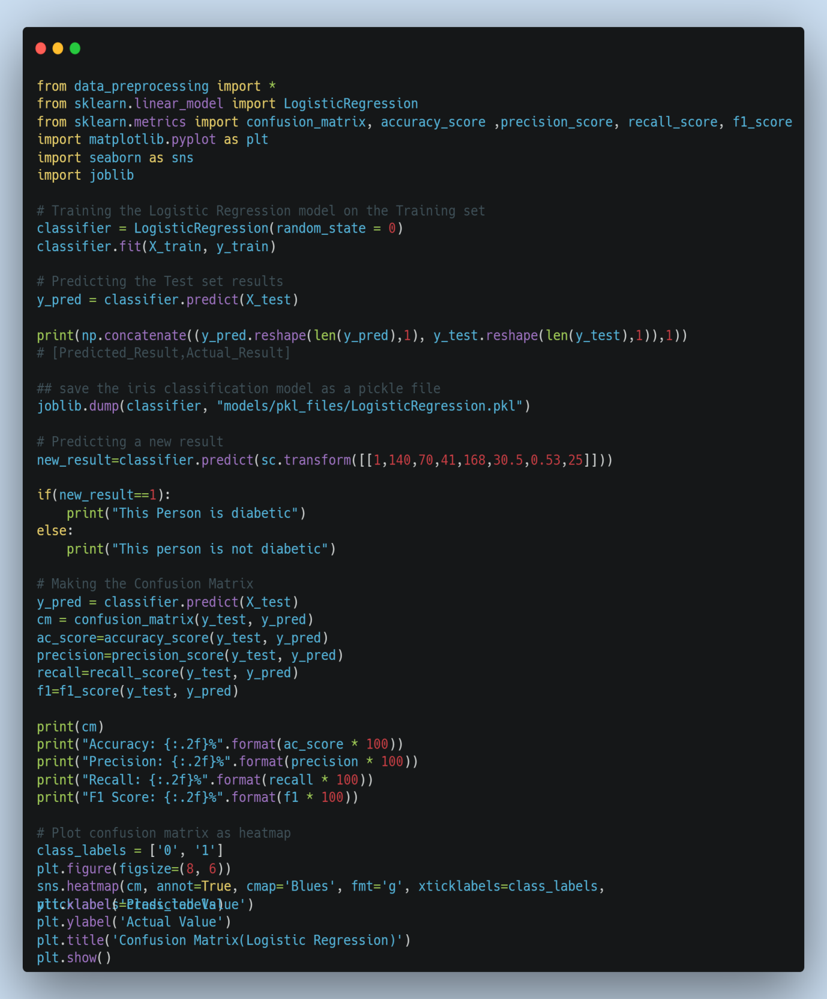 from data_preprocessing import *
from sklearn.linear_model import LogisticRegression
from sklearn.metrics import confusion_matrix, accuracy_score ,precision_score, recall_score, f1_score
import matplotlib.pyplot as plt
import seaborn as sns
import joblib
# Training the Logistic Regression model on the Training set
classifier = LogisticRegression(random_state = 0)
classifier.fit(X_train, y_train)
# Predicting the Test set results
y_pred = classifier.predict(X_test)
print(np.concatenate((y_pred.reshape(len(y_pred),1), y_test.reshape(len(y_test),1)),1))
# [Predicted_Result,Actual_Result]
## save the iris classification model as a pickle file
joblib.dump(classifier, "models/pkl_files/LogisticRegression.pkl")
# Predicting a new result
new_result=classifier.predict(sc.transform([[1,140,70,41,168,30.5,0.53,25]]))
if(new_result==1):
    print("This Person is diabetic")
else:
    print("This person is not diabetic")
# Making the Confusion Matrix
y_pred = classifier.predict(X_test)
cm = confusion_matrix(y_test, y_pred)
ac_score=accuracy_score(y_test, y_pred)
precision=precision_score(y_test, y_pred)
recall=recall_score(y_test, y_pred)
f1=f1_score(y_test, y_pred)
print(cm)
print("Accuracy: {:.2f}%".format(ac_score * 100))
print("Precision: {:.2f}%".format(precision * 100))
print("Recall: {:.2f}%".format(recall * 100))
print("F1 Score: {:.2f}%".format(f1 * 100))
# Plot confusion matrix as heatmap
class_labels = ['0', '1']
plt.figure(figsize=(8, 6))
sns.heatmap(cm, annot=True, cmap='Blues', fmt='g', xticklabels=class_labels,
yticklabels=class_labels)
plt.xlabel('Predicted Value')
plt.ylabel('Actual Value')
plt.title('Confusion Matrix(Logistic Regression)')
plt.show()